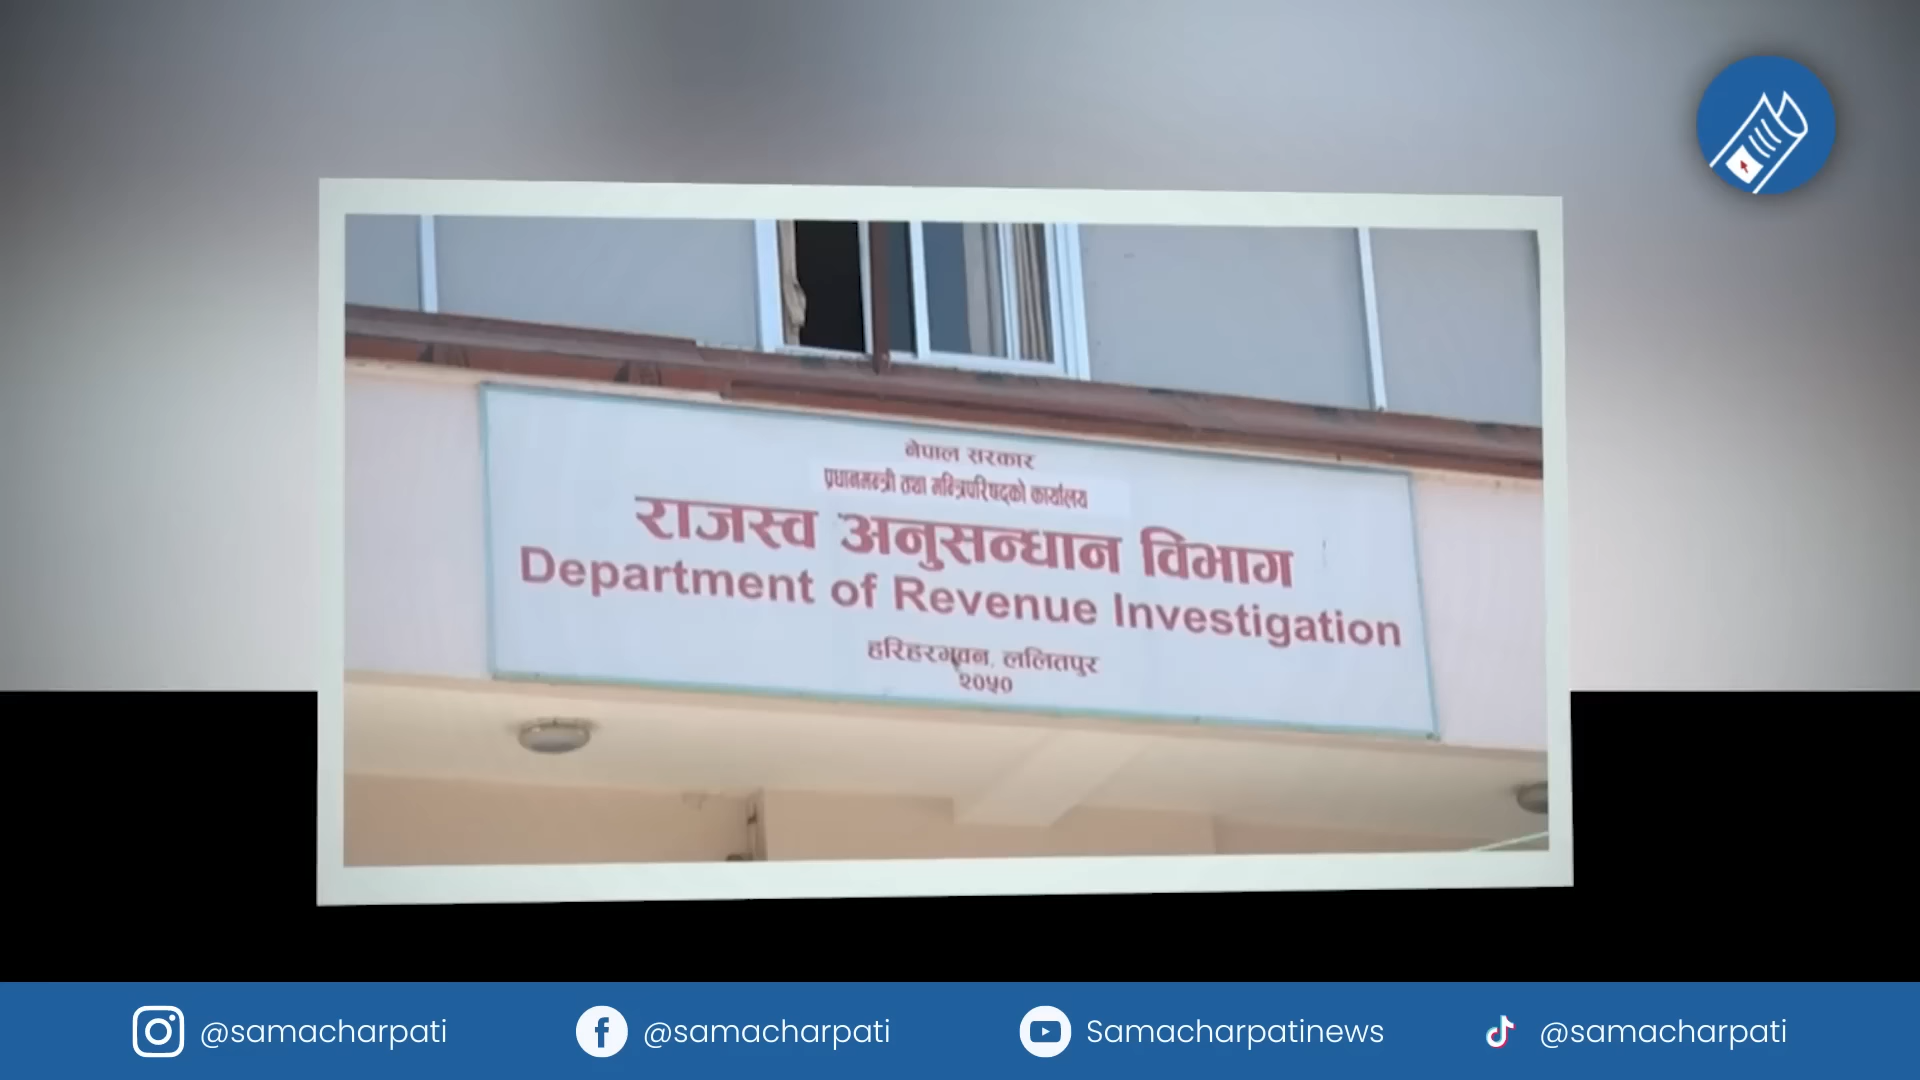 नेपाल सरकार
प्रधानमन्त्री तथा मन्त्रिपरिषद्को कार्यालय
राजस्व अनुसन्धान विभाग
Department of Revenue Investigation
हरिहरभवन, ललितपुर
२०५०
@samacharpati
@samacharpati
Samacharpatinews
@samacharpati